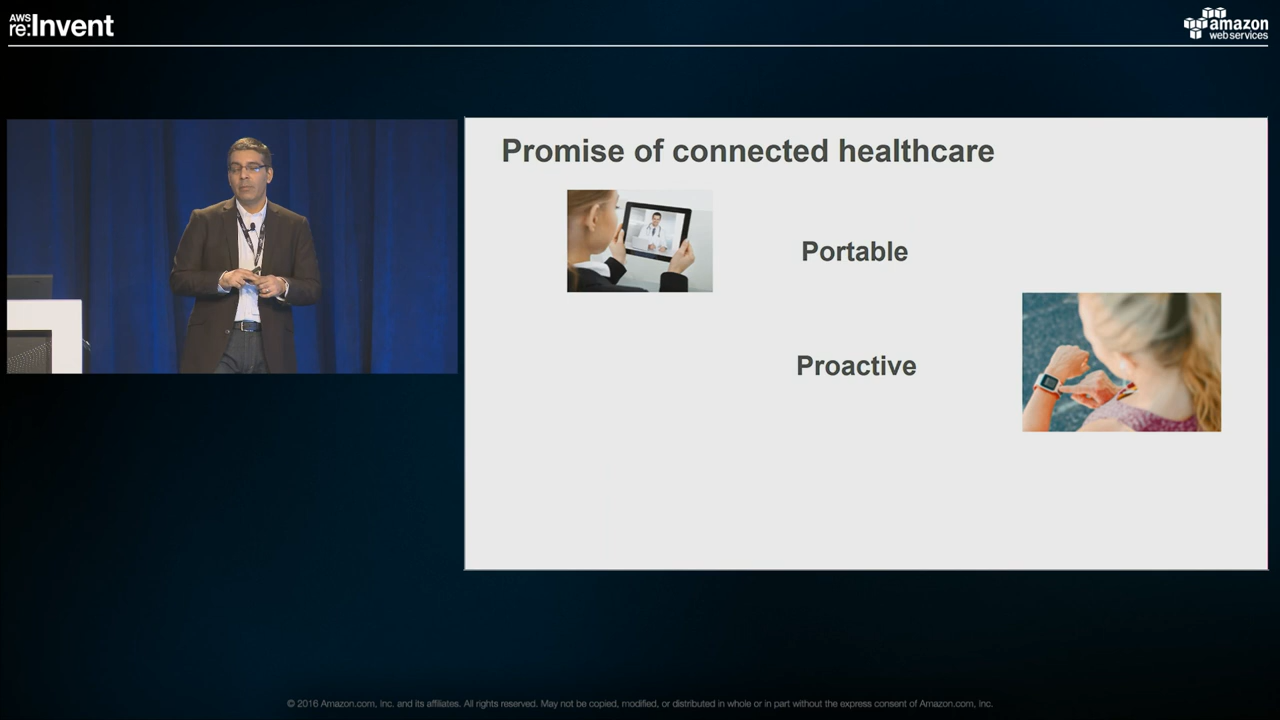 AWS
re:Invent
amazon
web services
Promise of connected healthcare
Portable
Proactive
© 2016 Amazon.com, Inc. and its affiliates. All rights reserved. May not be copied, modified, or distributed in whole or in part without the express consent of Amazon.com, Inc.